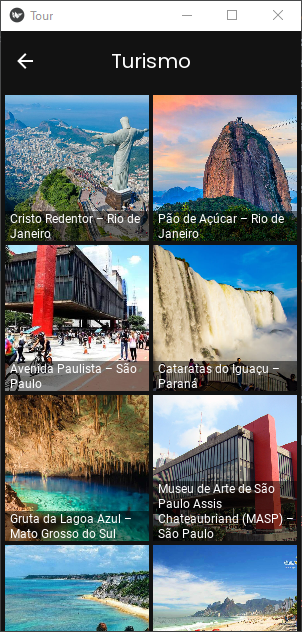 Tour
Turismo
Cristo Redentor – Rio de
Janeiro
Pão de Açúcar – Rio de
Janeiro
Avenida Paulista – São
Paulo
Cataratas do Iguaçu –
Paraná
Gruta da Lagoa Azul –
Mato Grosso do Sul
Museu de Arte de São
Paulo Assis
Chateaubriand (MASP) –
São Paulo